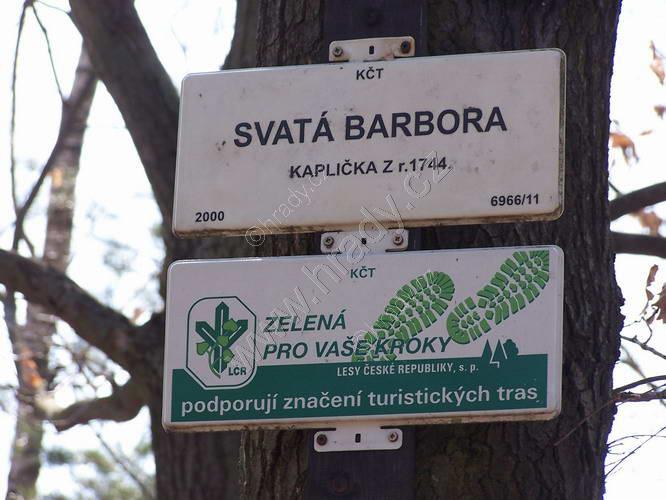 KČT
SVATÁ BARBORA
KAPLIČKA Z r.1744.
2000 6966/11
©hrady.cz
www.hrady.cz
KČT
ZELENÁ
PRO VAŠE KROKY
LČR
LESY ČESKÉ REPUBLIKY, s. p.
podporují značení turistických tras